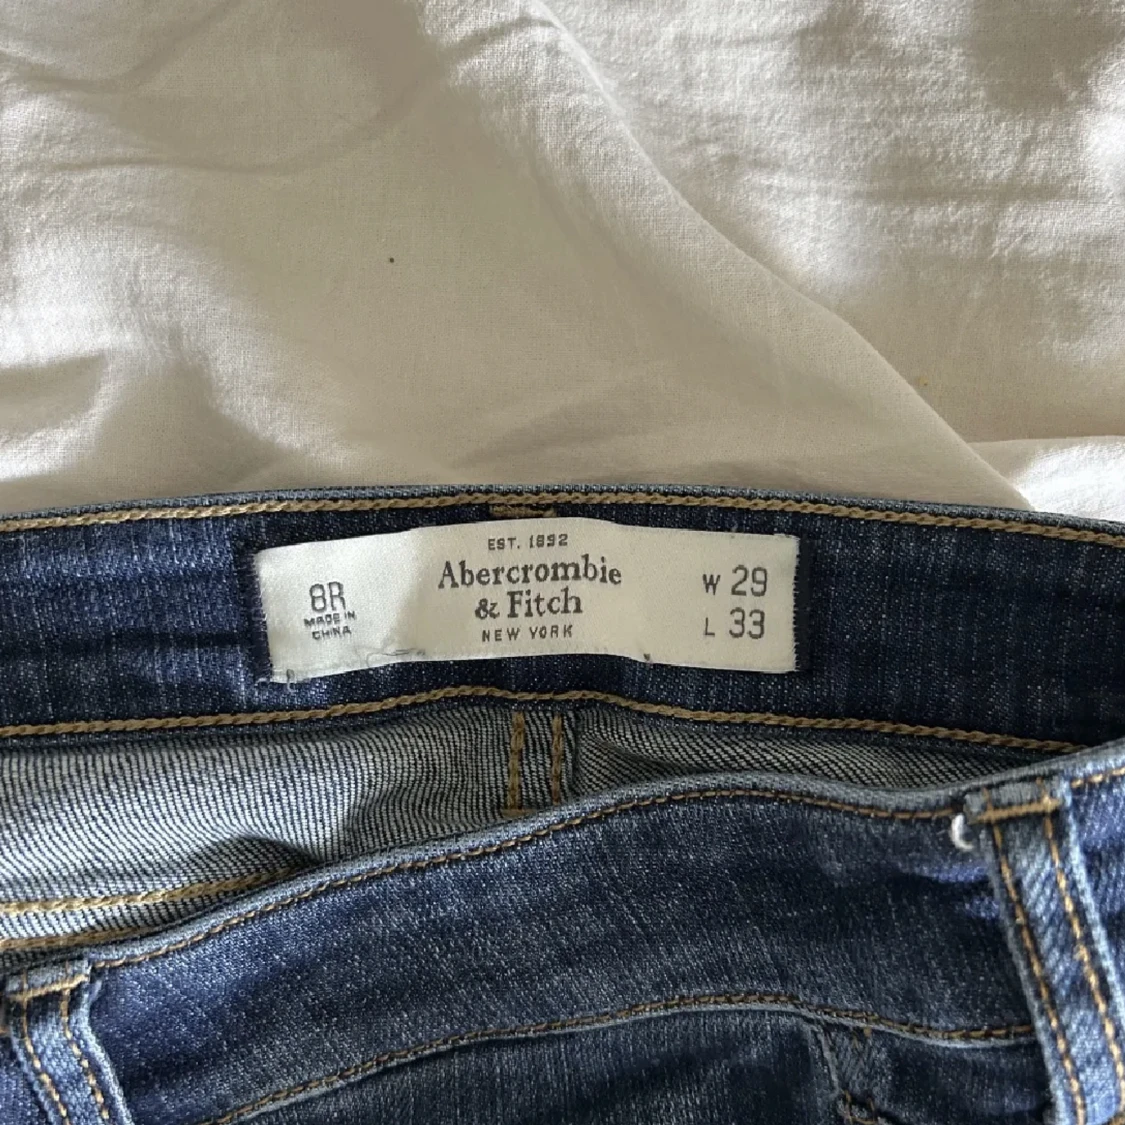 EST. 1892
Abercrombie
& Fitch
NEW YORK
8R
MADE IN
CHINA
W 29
L 33